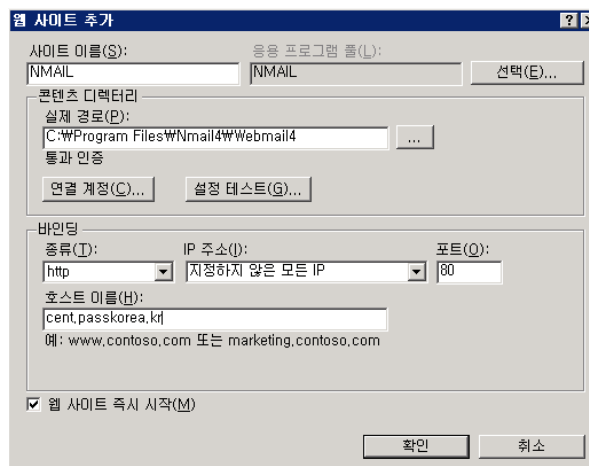 웹 사이트 추가
사이트 이름(S): 응용 프로그램 풀(L):
NMAIL NMAIL 선택(E)...
콘텐츠 디렉터리
실제 경로(P):
C:₩Program Files₩Nmail4₩Webmail4 ...
통과 인증
연결 계정(C)... 설정 테스트(G)...
바인딩
종류(T): IP 주소(I): 포트(O):
http 지정하지 않은 모든 IP 80
호스트 이름(H):
cent.passkorea.kr
예: www.contoso.com 또는 marketing.contoso.com
웹 사이트 즉시 시작(M)
확인 취소